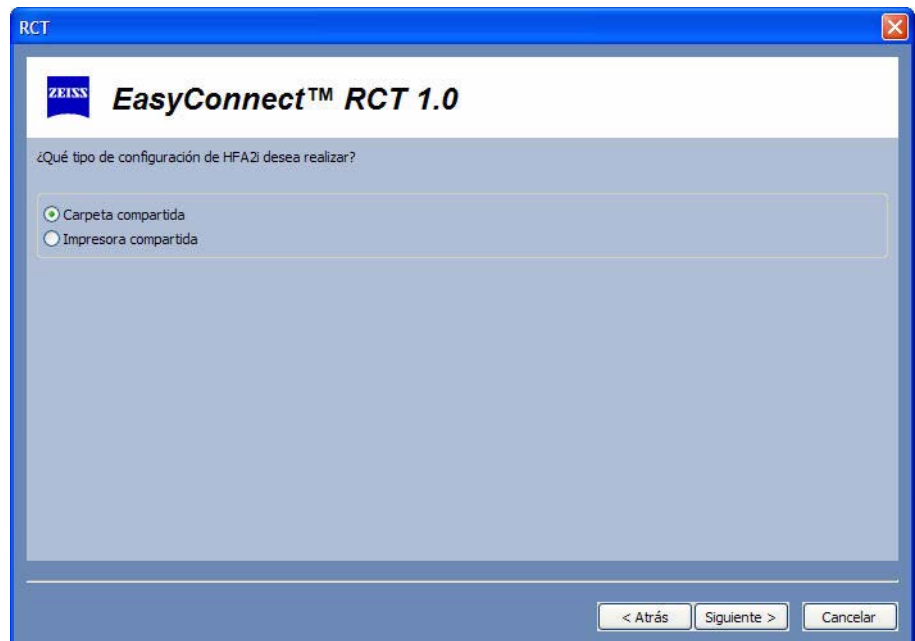 RCT
ZEISS
EasyConnect™ RCT 1.0
¿Qué tipo de configuración de HFA2i desea realizar?
Carpeta compartida
Impresora compartida
< Atrás
Siguiente >
Cancelar